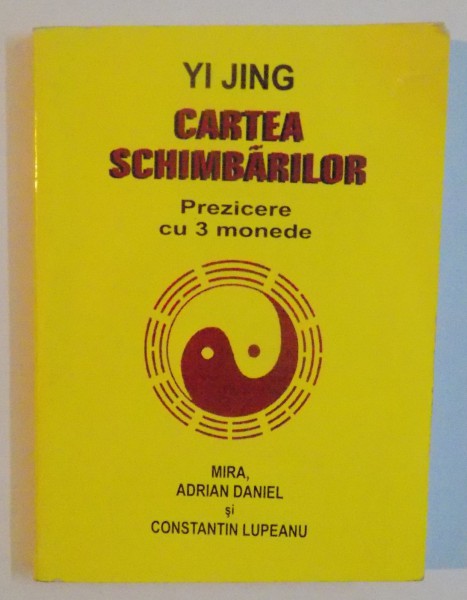 YI JING
CARTEA
SCHIMBĂRILOR
Prezicere
cu 3 monede
MIRA,
ADRIAN DANIEL
și
CONSTANTIN LUPEANU